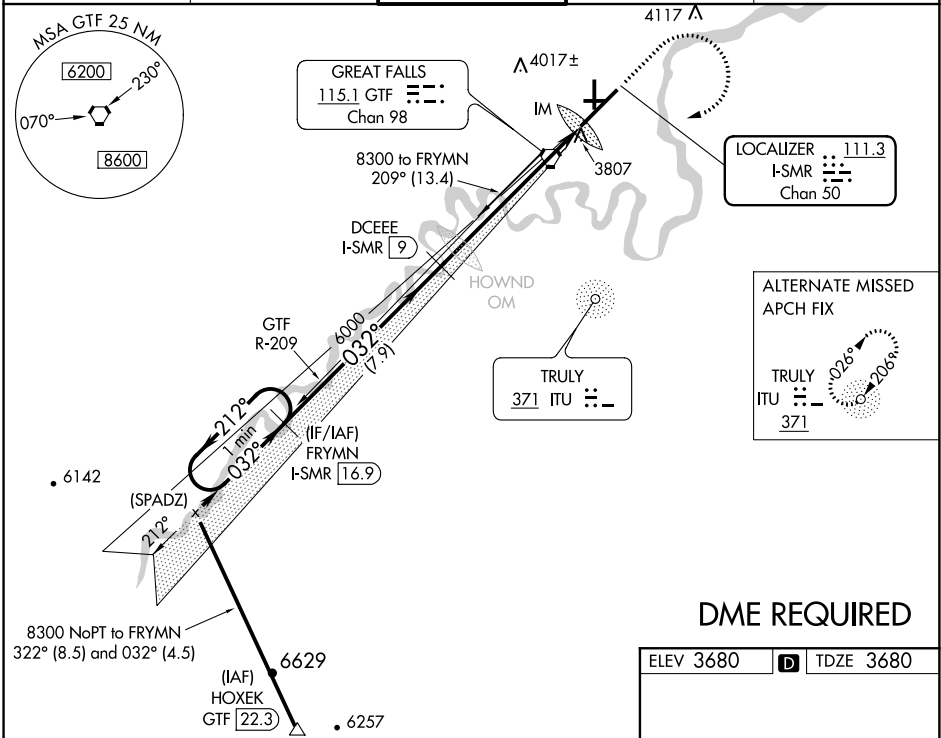 MSA GTF 25 NM
6200
230°
070°
8600
GREAT FALLS
115.1 GTF
Chan 98
4017±
4117
IM
3807
LOCALIZER 111.3
I-SMR
Chan 50
8300 to FRYMN
209° (13.4)
DCEEE
I-SMR 9
HOWND
OM
ALTERNATE MISSED
APCH FIX
TRULY
ITU
371
026°
206°
TRULY
371 ITU
GTF
R-209
6000
032°
(7.9)
212°
1 min
032°
(IF/IAF)
FRYMN
I-SMR 16.9
6142
(SPADZ)
212°
8300 NoPT to FRYMN
322° (8.5) and 032° (4.5)
6629
(IAF)
HOXEK
GTF 22.3
6257
DME REQUIRED
ELEV 3680 D TDZE 3680